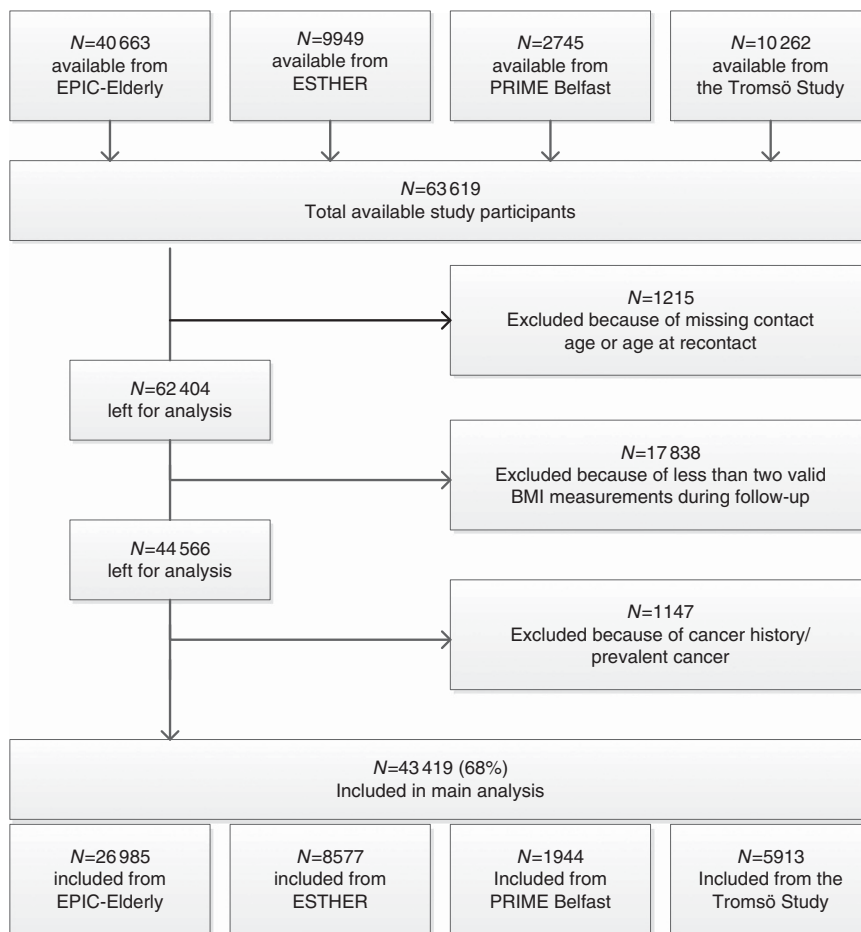 N=40 663
available from
EPIC-Elderly
N=9949
available from
ESTHER
N=2745
available from
PRIME Belfast
N=10 262
available from
the Tromsö Study
N=63 619
Total available study participants
N=1215
Excluded because of missing contact
age or age at recontact
N=62 404
left for analysis
N=17 838
Excluded because of less than two valid
BMI measurements during follow-up
N=44 566
left for analysis
N=1147
Excluded because of cancer history/
prevalent cancer
N=43 419 (68%)
Included in main analysis
N=26 985
included from
EPIC-Elderly
N=8577
included from
ESTHER
N=1944
Included from
PRIME Belfast
N=5913
Included from the
Tromsö Study